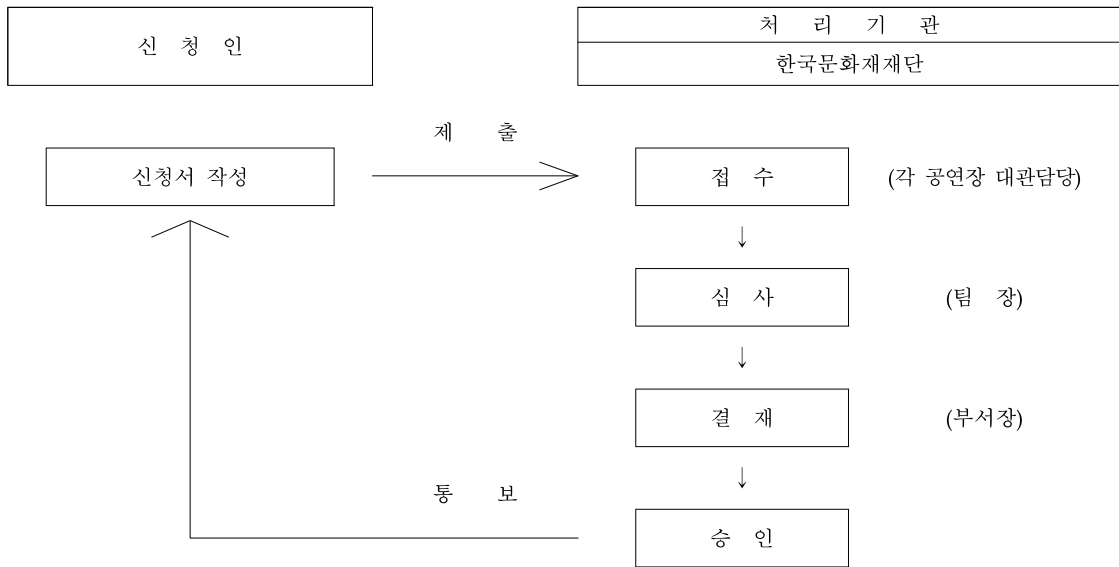 신 청 인
처 리 기 관
한국문화재재단
제 출
신청서 작성
접 수
(각 공연장 대관담당)
↓
심 사
(팀 장)
↓
결 재
(부서장)
↓
통 보
승 인